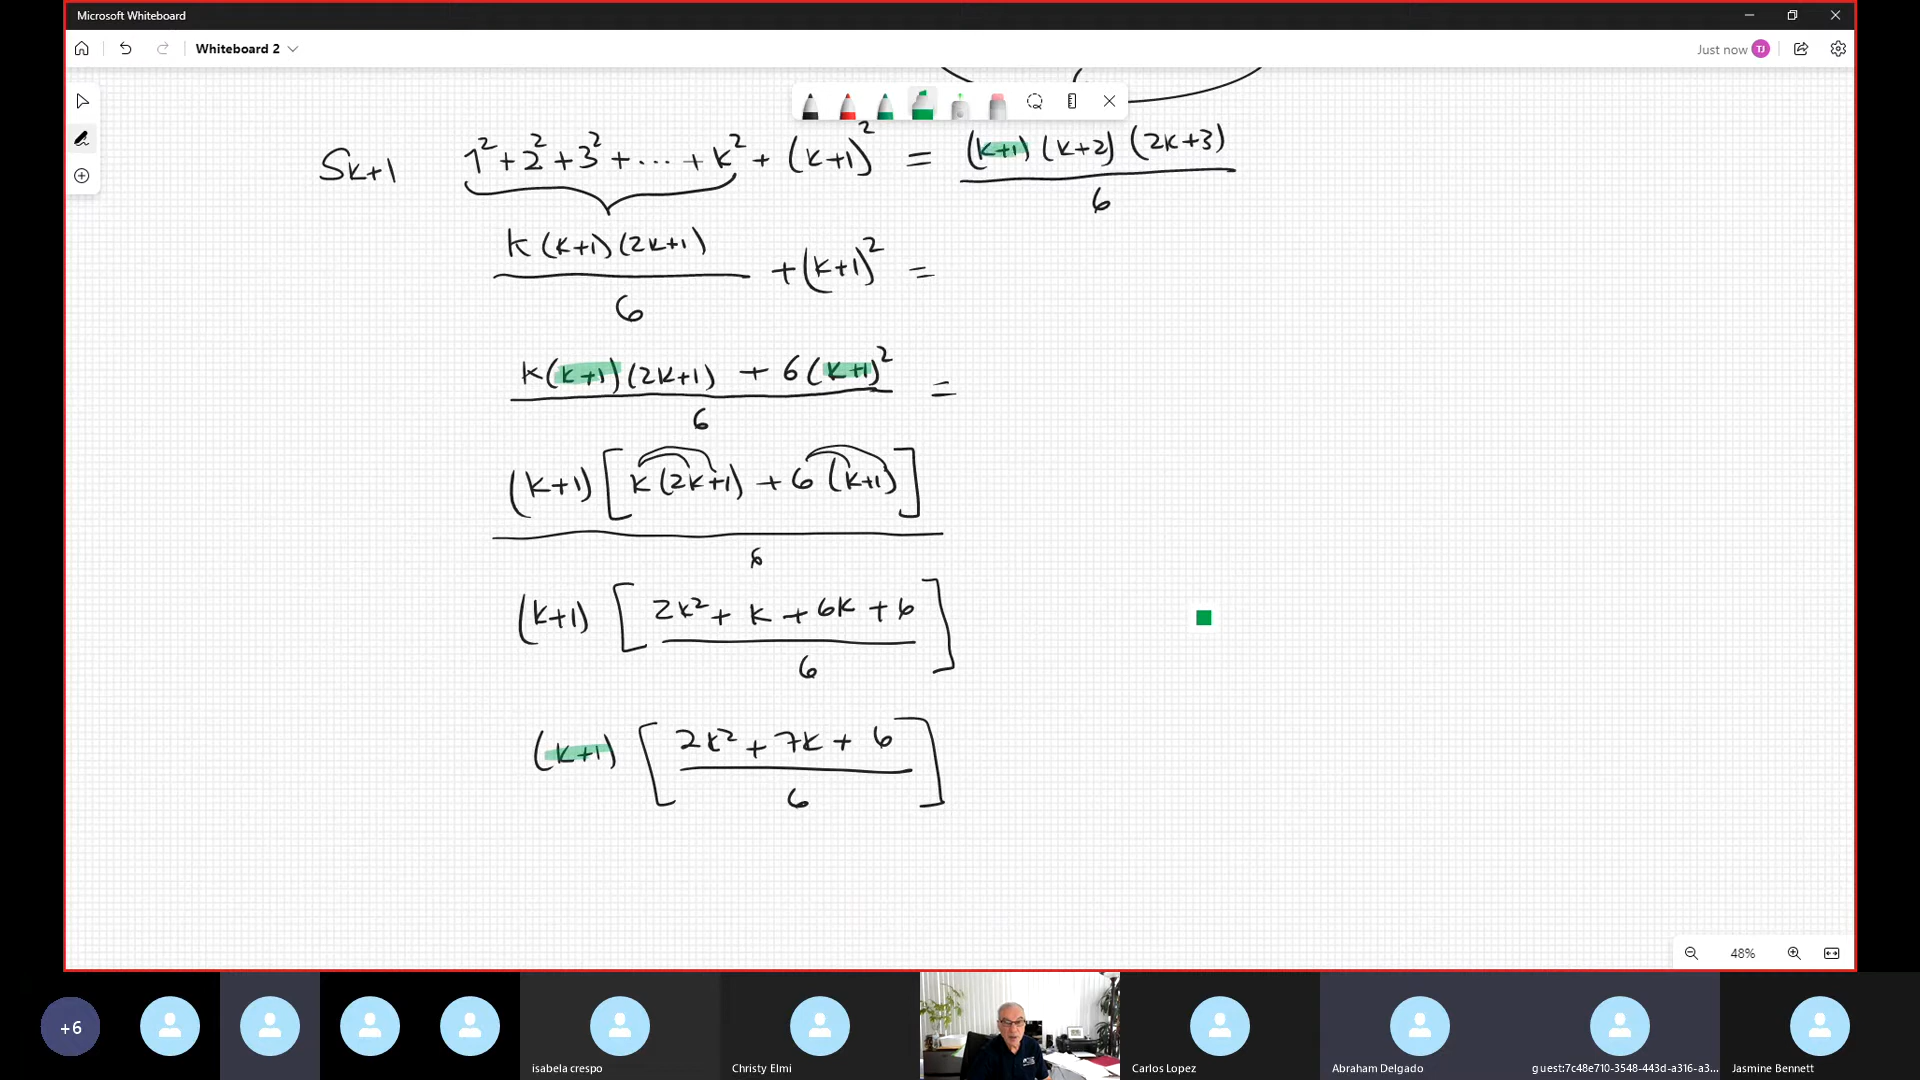 Microsoft Whiteboard
Whiteboard 2
Just now TJ
Sk+1 1² + 2² + 3² + ... + k² + (k+1)² = (k+1)(k+2)(2k+3)
6
k(k+1)(2k+1) + (k+1)² =
6
k(k+1)(2k+1) + 6(k+1)² =
6
(k+1)[k(2k+1) + 6(k+1)]
6
(k+1)[2k² + k + 6k + 6]
6
(k+1)[2k² + 7k + 6]
6
48%
+6
isabela crespo
Christy Elmi
Carlos Lopez
Abraham Delgado
guest:7c48e710-3548-443d-a316-a3...
Jasmine Bennett